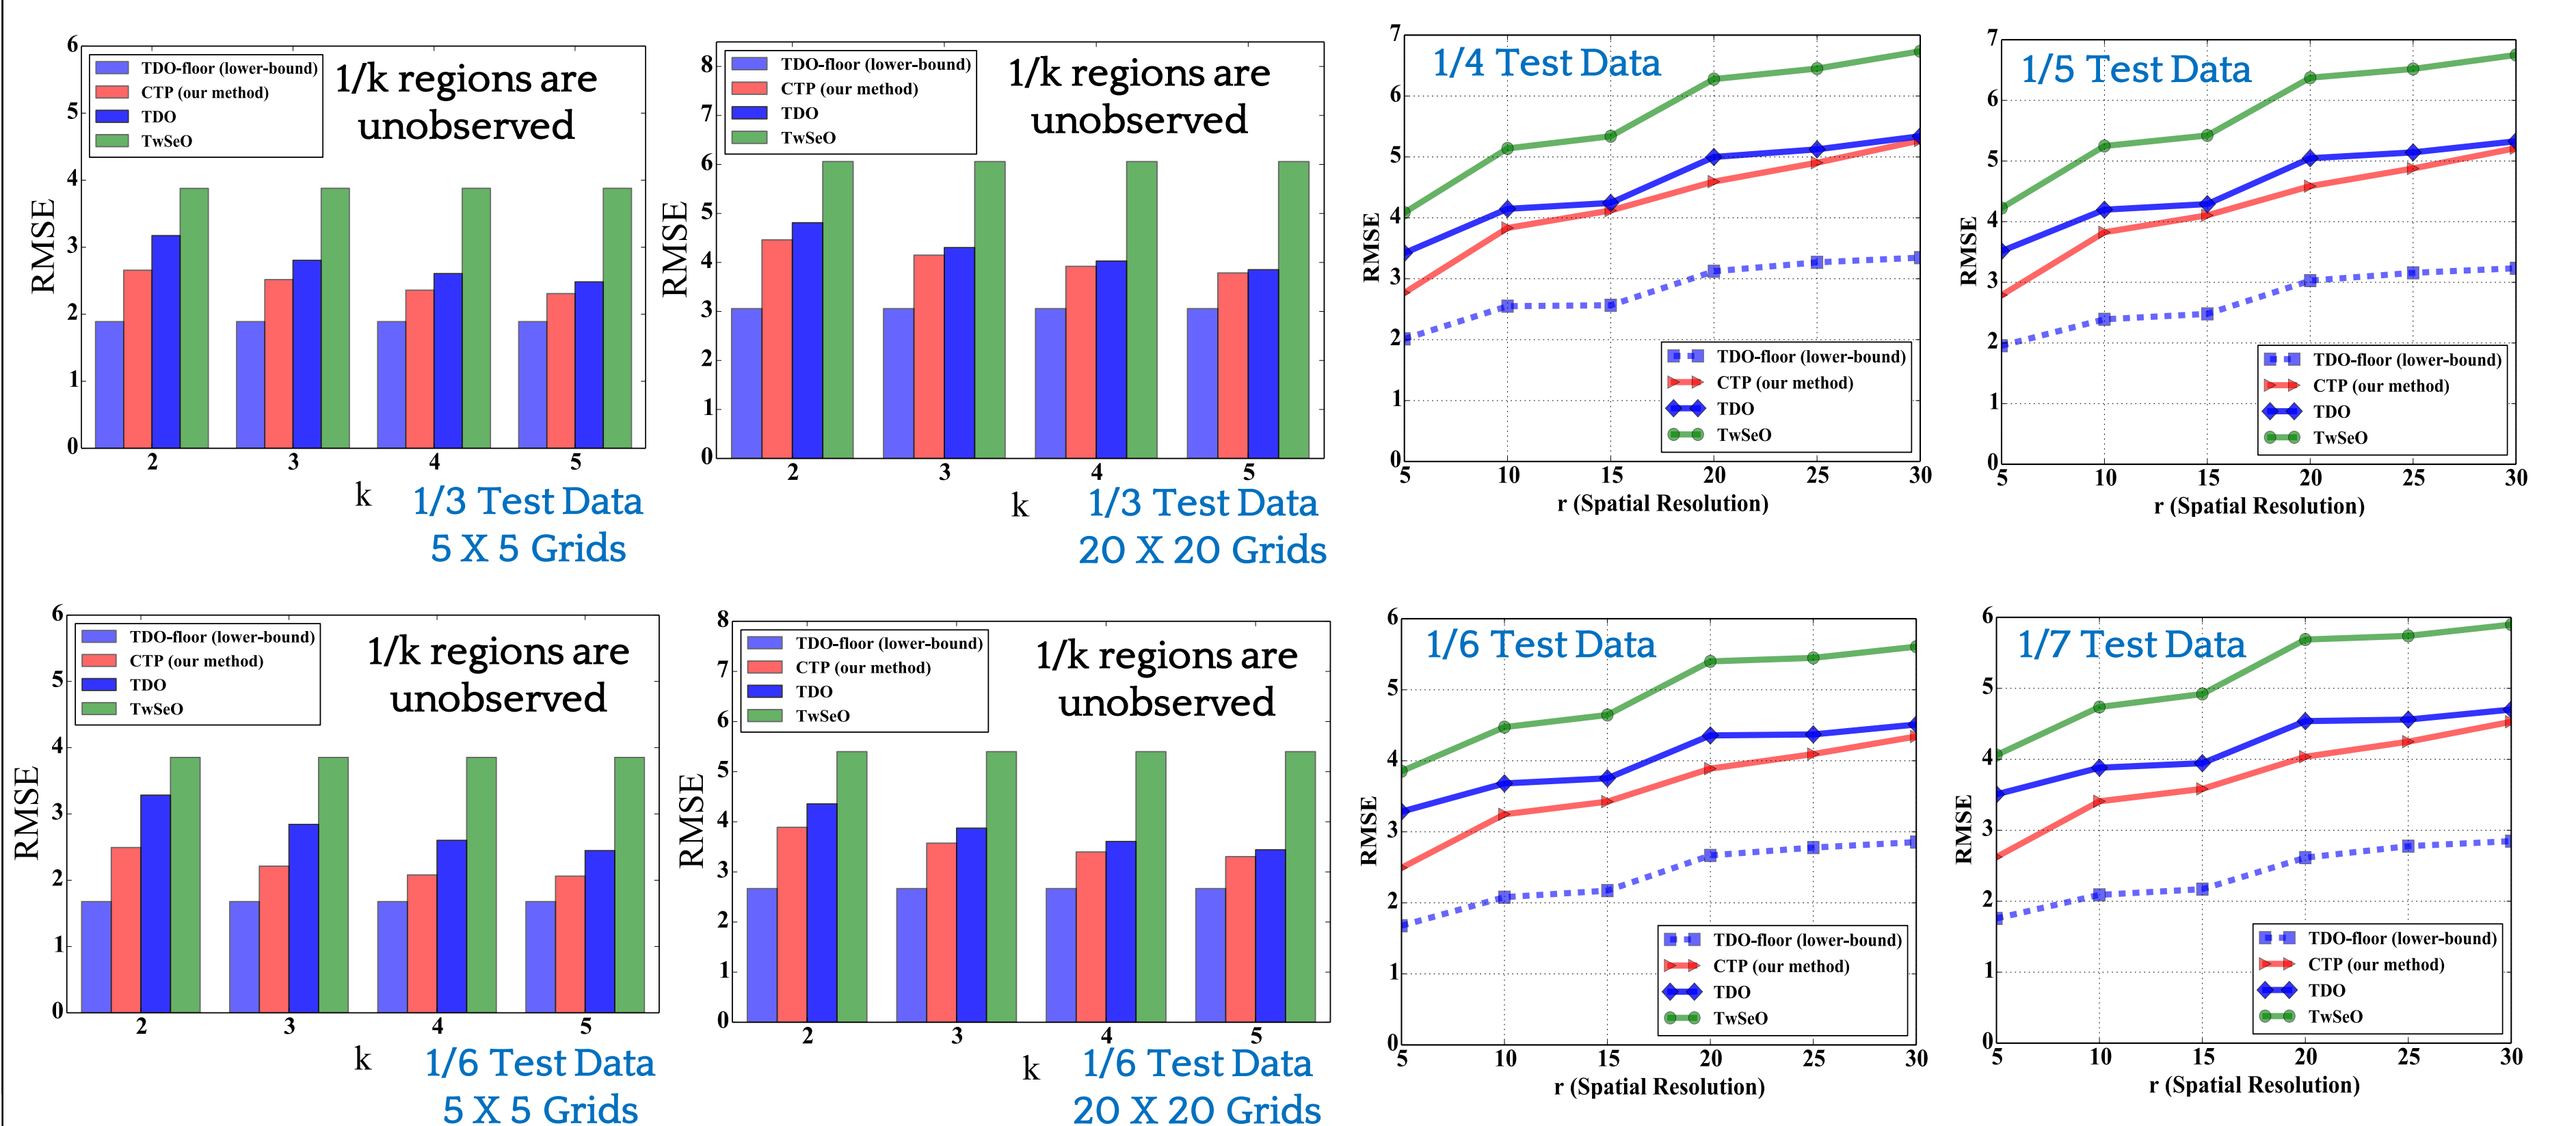 6
5
4
3
2
1
0
RMSE
TDO-floor (lower-bound)
CTP (our method)
TDO
TwSeO
1/k regions are
unobserved
2 3 4 5
k
1/3 Test Data
5 X 5 Grids
8
7
6
5
4
3
2
1
0
RMSE
TDO-floor (lower-bound)
CTP (our method)
TDO
TwSeO
1/k regions are
unobserved
2 3 4 5
k
1/3 Test Data
20 X 20 Grids
7
6
5
4
3
2
1
0
RMSE
1/4 Test Data
TDO-floor (lower-bound)
CTP (our method)
TDO
TwSeO
5 10 15 20 25 30
r (Spatial Resolution)
7
6
5
4
3
2
1
0
RMSE
1/5 Test Data
TDO-floor (lower-bound)
CTP (our method)
TDO
TwSeO
5 10 15 20 25 30
r (Spatial Resolution)
6
5
4
3
2
1
0
RMSE
TDO-floor (lower-bound)
CTP (our method)
TDO
TwSeO
1/k regions are
unobserved
2 3 4 5
k
1/6 Test Data
5 X 5 Grids
8
7
6
5
4
3
2
1
0
RMSE
TDO-floor (lower-bound)
CTP (our method)
TDO
TwSeO
1/k regions are
unobserved
2 3 4 5
k
1/6 Test Data
20 X 20 Grids
6
5
4
3
2
1
0
RMSE
1/6 Test Data
TDO-floor (lower-bound)
CTP (our method)
TDO
TwSeO
5 10 15 20 25 30
r (Spatial Resolution)
6
5
4
3
2
1
0
RMSE
1/7 Test Data
TDO-floor (lower-bound)
CTP (our method)
TDO
TwSeO
5 10 15 20 25 30
r (Spatial Resolution)